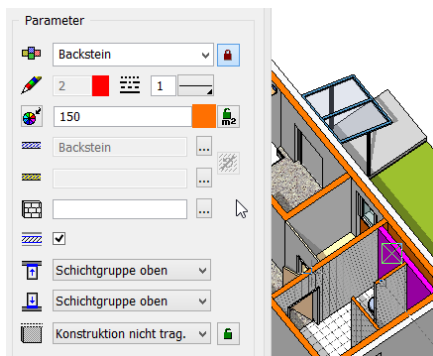 Parameter
Backstein
2 1
150
m2
Backstein
...
...
...
Schichtgruppe oben
Schichtgruppe oben
Konstruktion nicht trag.